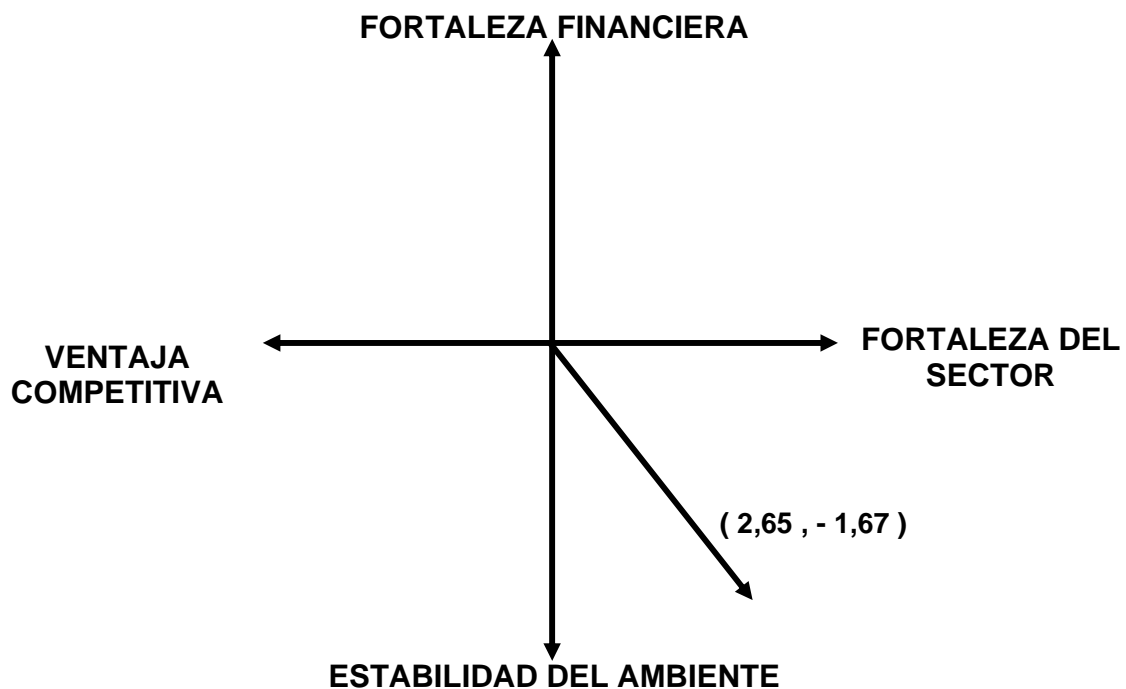 FORTALEZA FINANCIERA
VENTAJA
COMPETITIVA
FORTALEZA DEL
SECTOR
( 2,65 , - 1,67 )
ESTABILIDAD DEL AMBIENTE